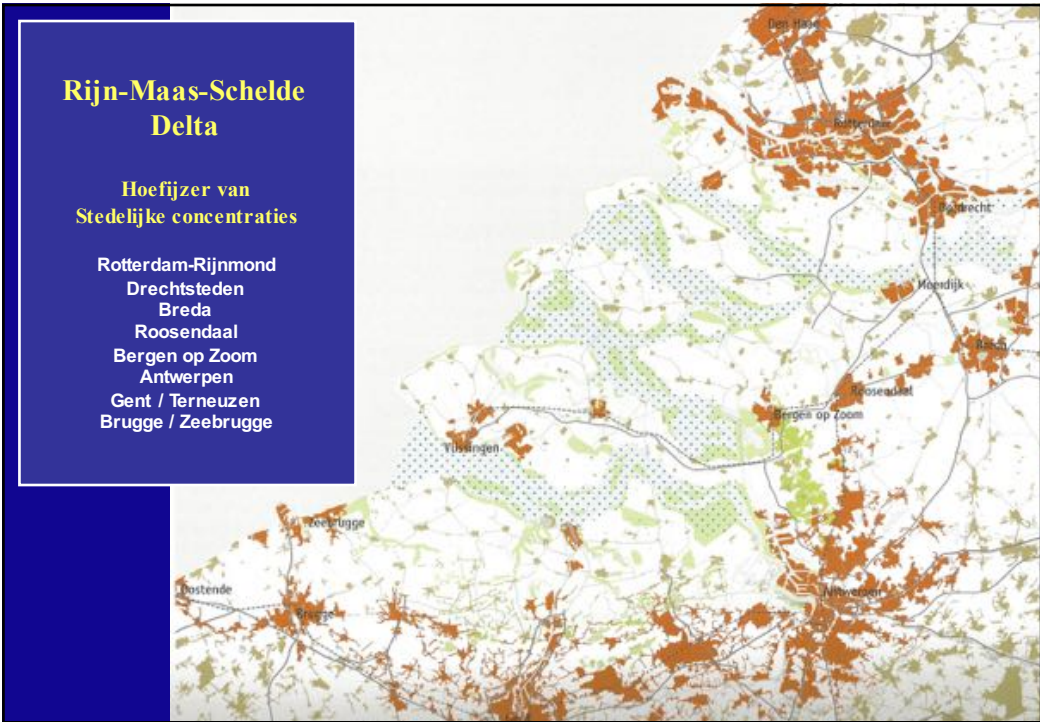 Rijn-Maas-Schelde
Delta
Hoefijzer van
Stedelijke concentraties
Rotterdam-Rijnmond
Drechtsteden
Breda
Roosendaal
Bergen op Zoom
Antwerpen
Gent / Terneuzen
Brugge / Zeebrugge
Den Haag
Rotterdam
Dordrecht
Moerdijk
Breda
Roosendaal
Bergen op Zoom
Vlissingen
Zeebrugge
Oostende
Antwerpen
Brugge